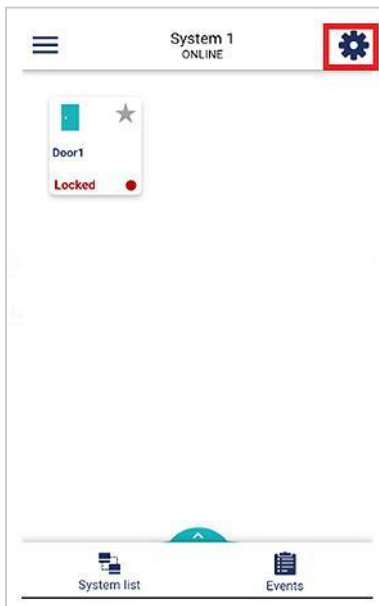 System 1
ONLINE
Door1
Locked
System list
Events